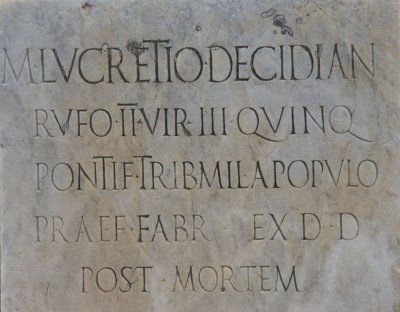 M·LVCRETIO·DECIDIAN
RVFO·II·VIR·III·QVINQ
PONTIF·TRIB·MIL·A·POPVLO
PRAEF·FABR· EX·D·D
POST·MORTEM